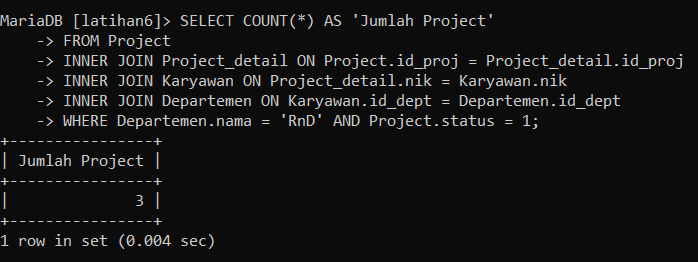 MariaDB [latihan6]> SELECT COUNT(*) AS 'Jumlah Project'
    -> FROM Project
    -> INNER JOIN Project_detail ON Project.id_proj = Project_detail.id_proj
    -> INNER JOIN Karyawan ON Project_detail.nik = Karyawan.nik
    -> INNER JOIN Departemen ON Karyawan.id_dept = Departemen.id_dept
    -> WHERE Departemen.nama = 'RnD' AND Project.status = 1;
+----------------+
| Jumlah Project |
+----------------+
|              3 |
+----------------+
1 row in set (0.004 sec)